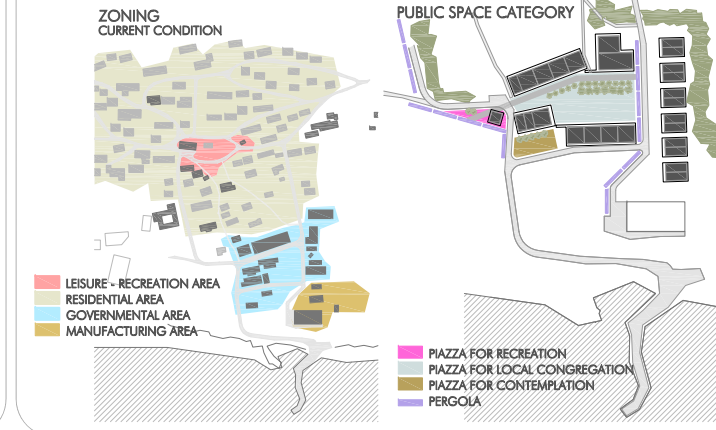 ZONING
CURRENT CONDITION
LEISURE - RECREATION AREA
RESIDENTIAL AREA
GOVERNMENTAL AREA
MANUFACTURING AREA
PUBLIC SPACE CATEGORY
PIAZZA FOR RECREATION
PIAZZA FOR LOCAL CONGREGATION
PIAZZA FOR CONTEMPLATION
PERGOLA